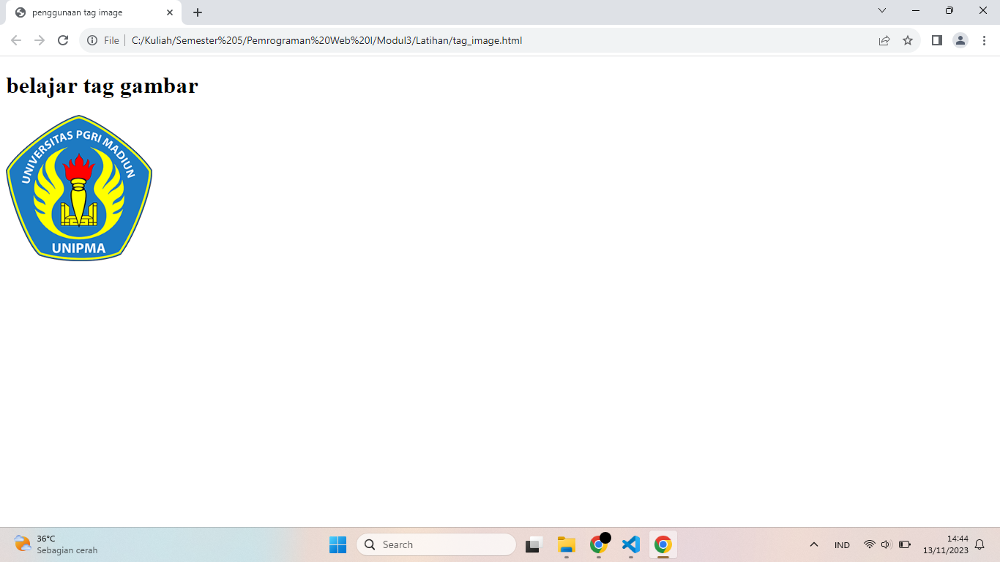 penggunaan tag image
File
C:/Kuliah/Semester%205/Pemrograman%20Web%20I/Modul3/Latihan/tag_image.html
belajar tag gambar
UNIVERSITAS PGRI MADIUN
UNIPMA
36°C
Sebagian cerah
Search
IND
14:44
13/11/2023